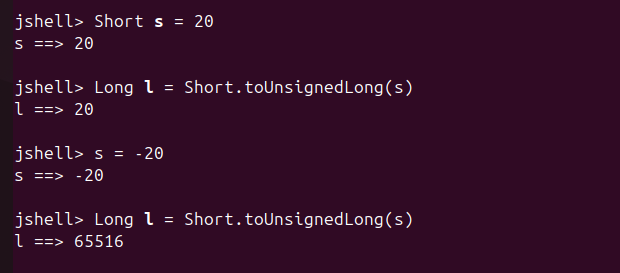 jshell> Short s = 20
s ==> 20
jshell> Long l = Short.toUnsignedLong(s)
l ==> 20
jshell> s = -20
s ==> -20
jshell> Long l = Short.toUnsignedLong(s)
l ==> 65516